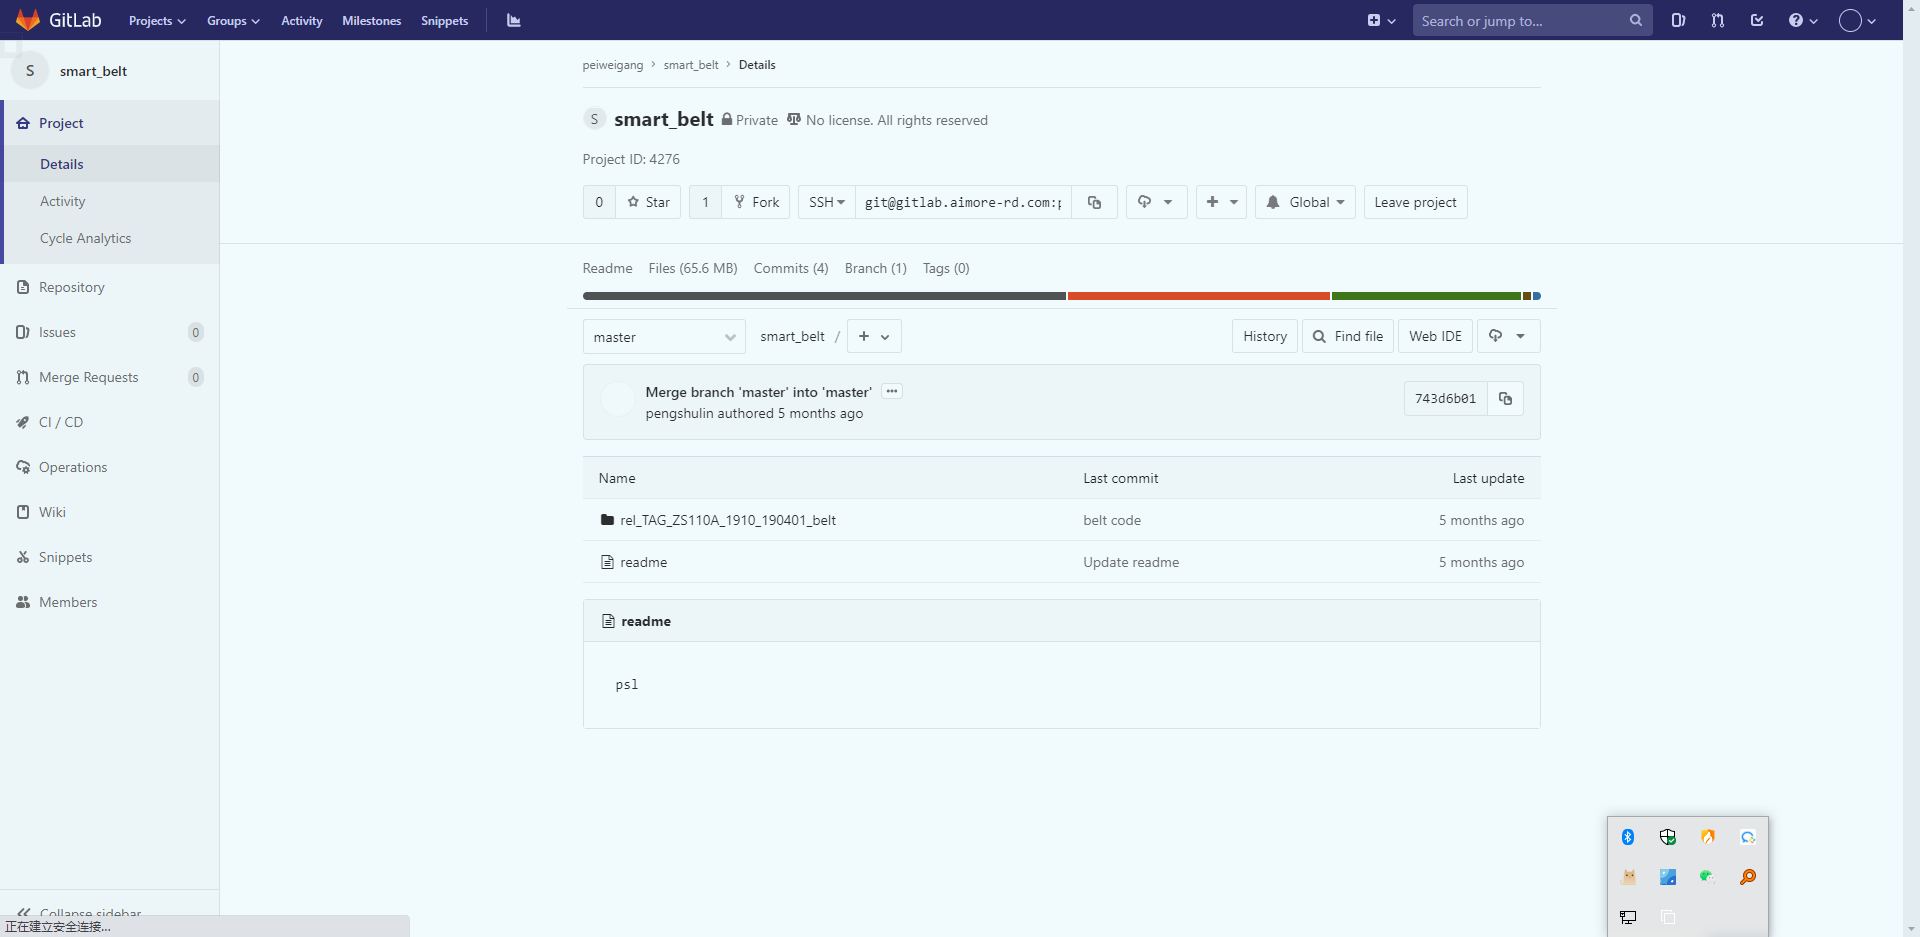 GitLab Projects Groups Activity Milestones Snippets Search or jump to...
S smart_belt
Project
Details
Activity
Cycle Analytics
Repository
Issues 0
Merge Requests 0
CI / CD
Operations
Wiki
Snippets
Members
Collapse sidebar
正在建立安全连接...
peiweigang > smart_belt > Details
S smart_belt Private No license. All rights reserved
Project ID: 4276
0 Star 1 Fork SSH git@gitlab.aimore-rd.com:p Global Leave project
Readme Files (65.6 MB) Commits (4) Branch (1) Tags (0)
master smart_belt / + History Find file Web IDE
Merge branch 'master' into 'master' ...
pengshulin authored 5 months ago
743d6b01
Name Last commit Last update
rel_TAG_ZS110A_1910_190401_belt belt code 5 months ago
readme Update readme 5 months ago
readme
psl